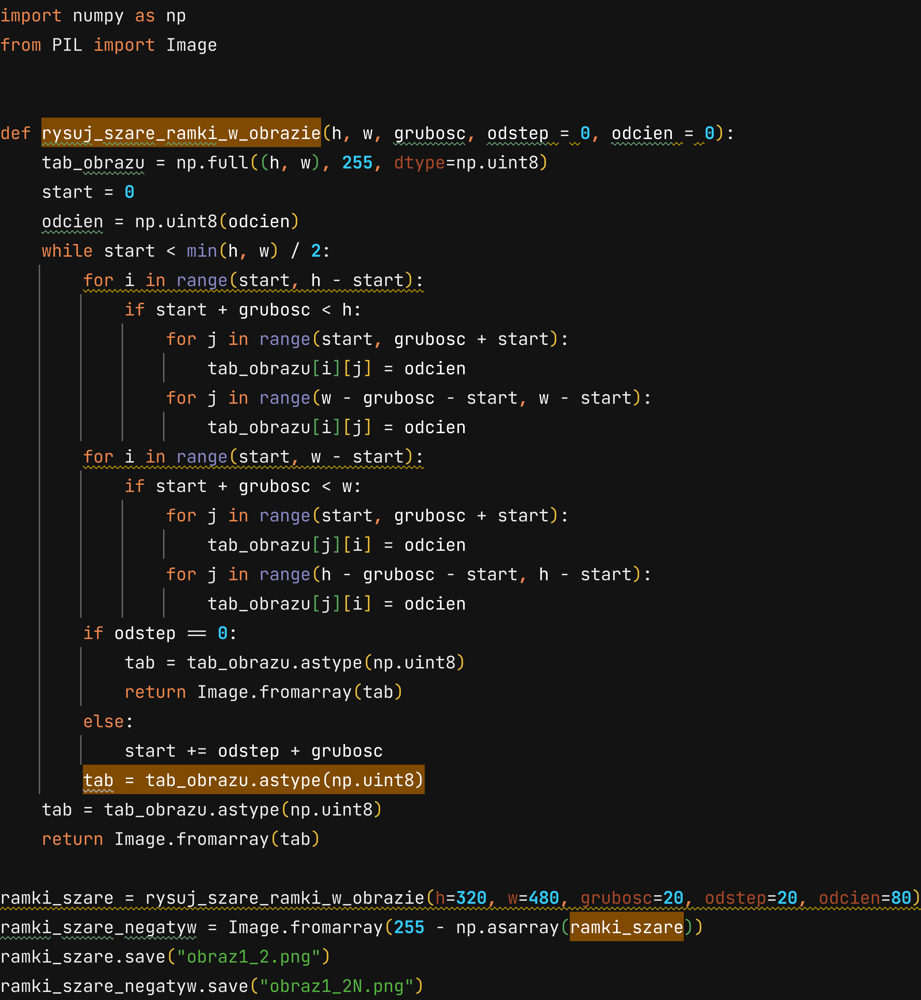 import numpy as np
from PIL import Image
def rysuj_szare_ramki_w_obrazie(h, w, grubosc, odstep = 0, odcien = 0):
    tab_obrazu = np.full((h, w), 255, dtype=np.uint8)
    start = 0
    odcien = np.uint8(odcien)
    while start < min(h, w) / 2:
        for i in range(start, h - start):
            if start + grubosc < h:
                for j in range(start, grubosc + start):
                    tab_obrazu[i][j] = odcien
                for j in range(w - grubosc - start, w - start):
                    tab_obrazu[i][j] = odcien
        for i in range(start, w - start):
            if start + grubosc < w:
                for j in range(start, grubosc + start):
                    tab_obrazu[j][i] = odcien
                for j in range(h - grubosc - start, h - start):
                    tab_obrazu[j][i] = odcien
        if odstep == 0:
            tab = tab_obrazu.astype(np.uint8)
            return Image.fromarray(tab)
        else:
            start += odstep + grubosc
        tab = tab_obrazu.astype(np.uint8)
    tab = tab_obrazu.astype(np.uint8)
    return Image.fromarray(tab)
ramki_szare = rysuj_szare_ramki_w_obrazie(h=320, w=480, grubosc=20, odstep=20, odcien=80)
ramki_szare_negatyw = Image.fromarray(255 - np.asarray(ramki_szare))
ramki_szare.save("obraz1_2.png")
ramki_szare_negatyw.save("obraz1_2N.png")